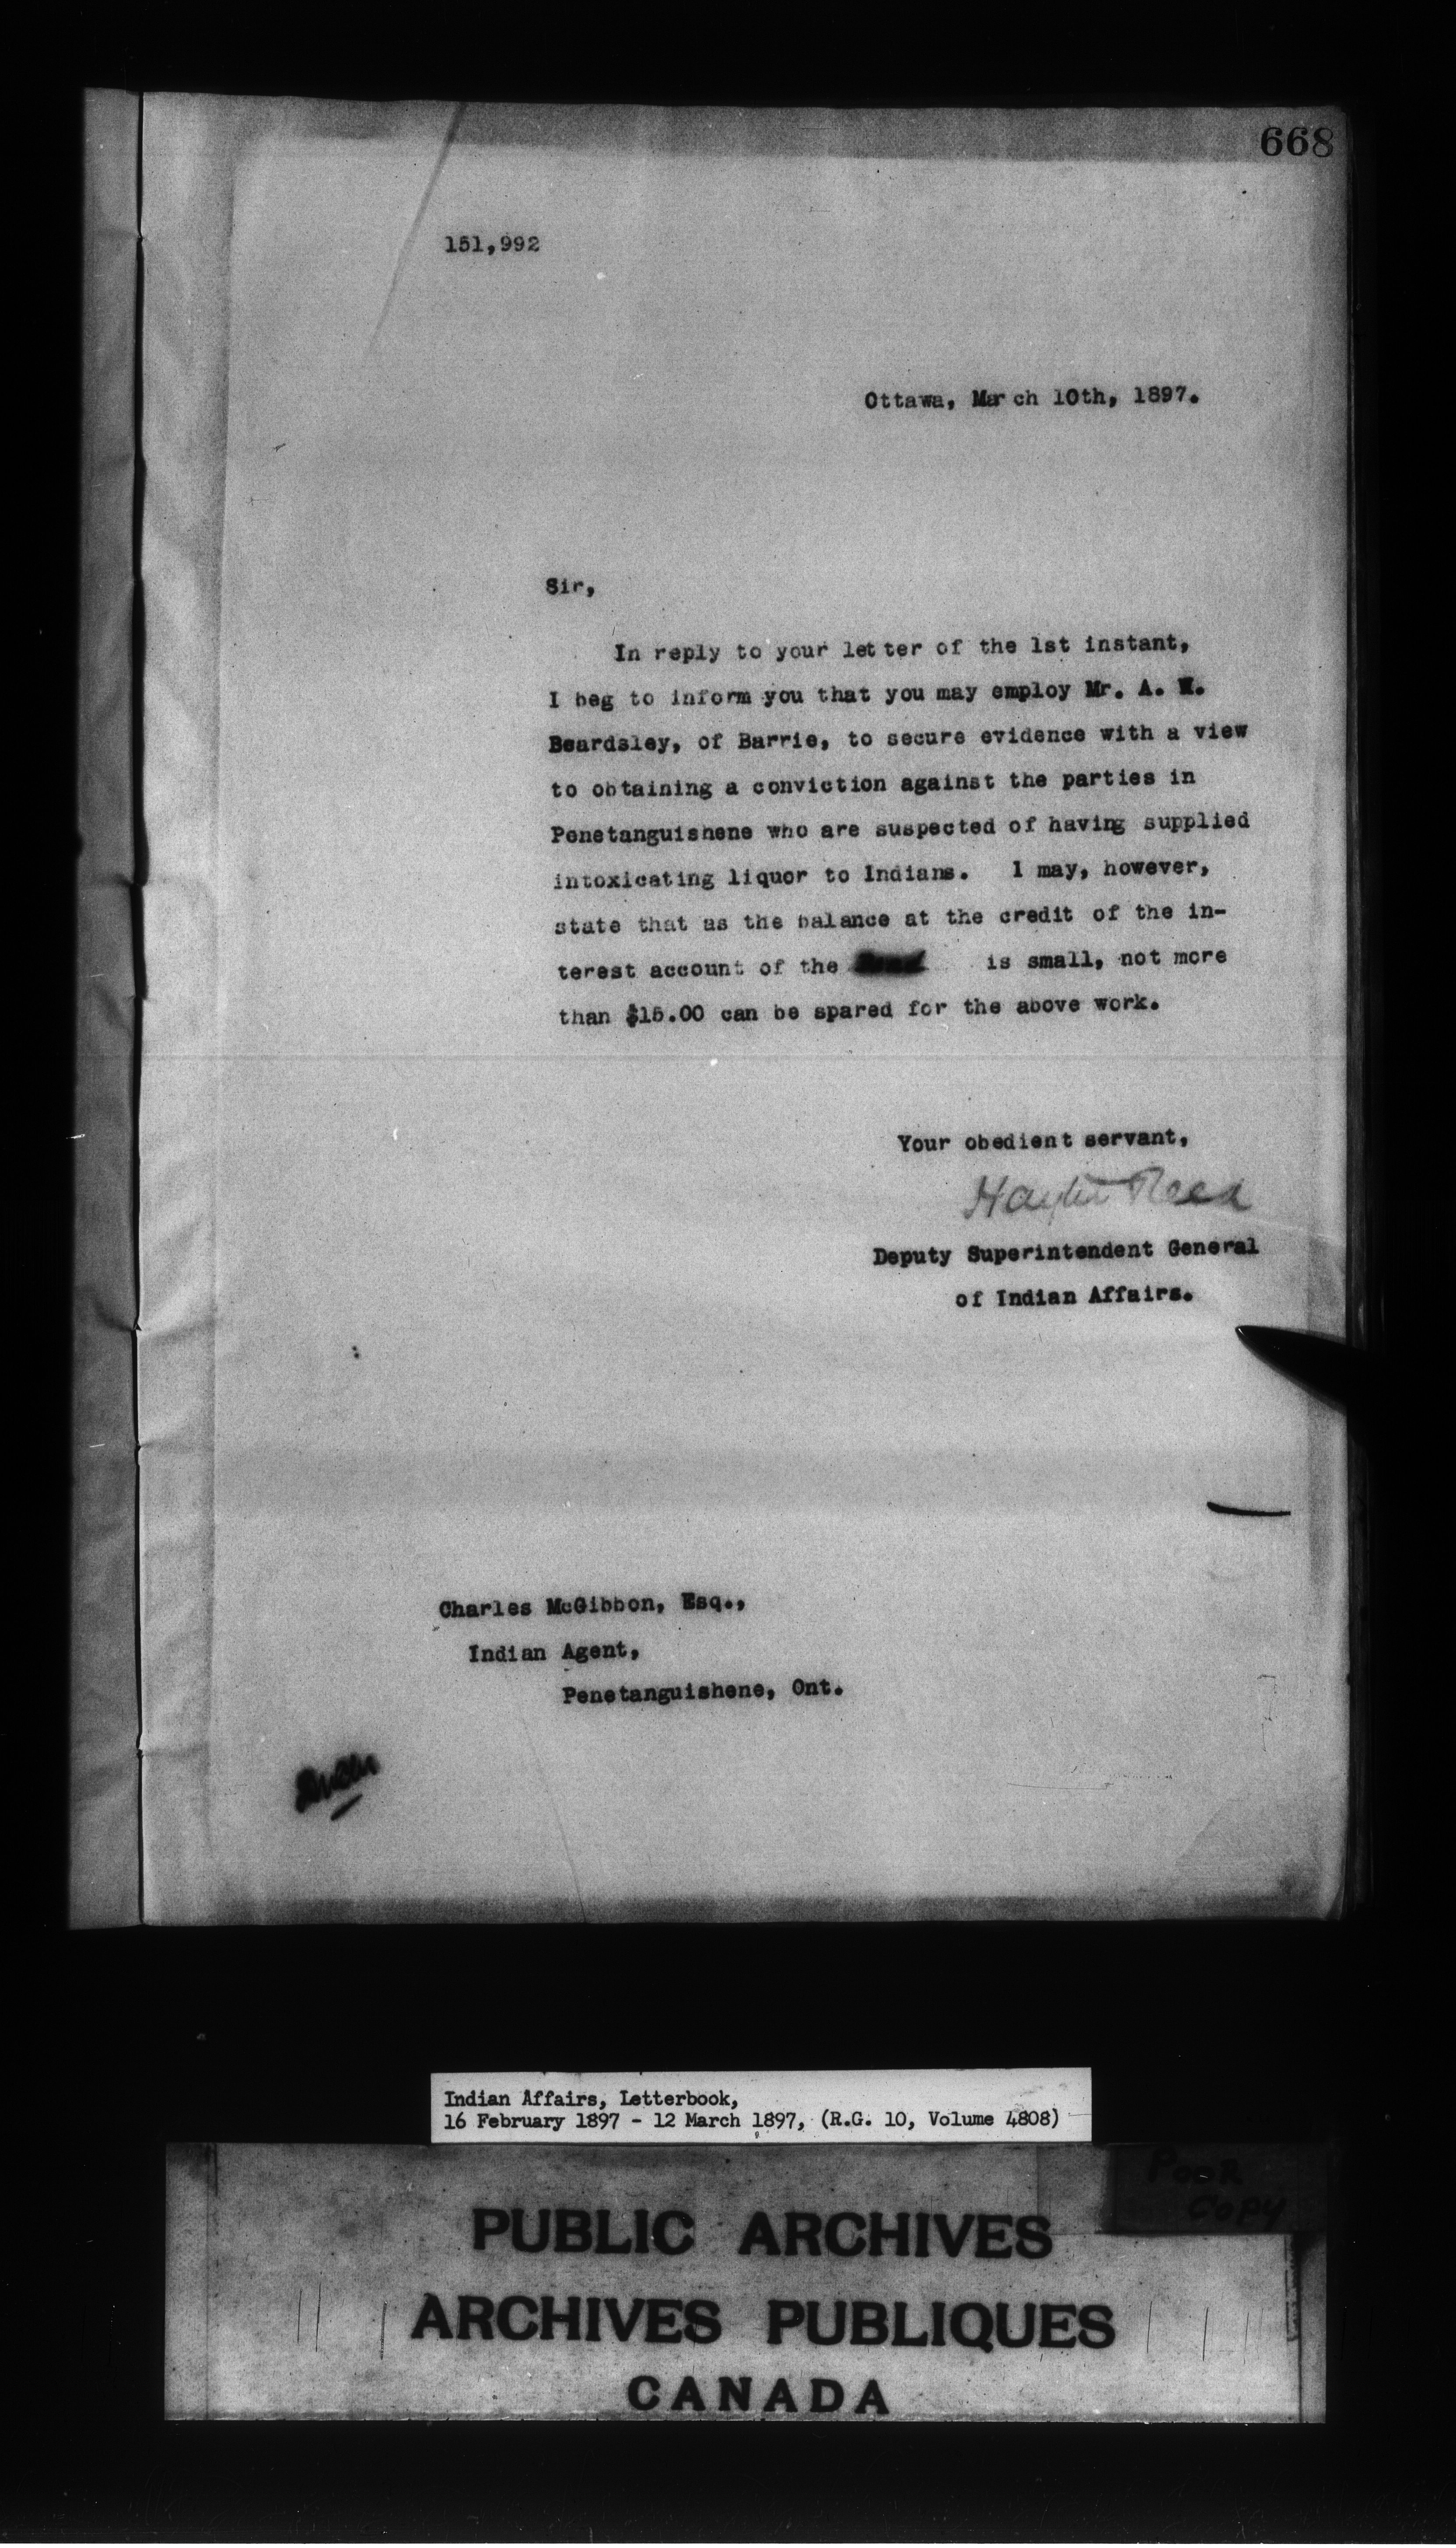 668
151,992
Ottawa, March 10th, 1897.
Sir,
In reply to your letter of the 1st instant,
I beg to inform you that you may employ Mr. A. W.
Beardsley, of Barrie, to secure evidence with a view
to obtaining a conviction against the parties in
Penetanguishene who are suspected of having supplied
intoxicating liquor to Indians. I may, however,
state that as the balance at the credit of the in-
terest account of the is small, not more
than $15.00 can be spared for the above work.
Your obedient servant,
Hayter Reed
Deputy Superintendent General
of Indian Affairs.
Charles McGibbon, Esq.,
Indian Agent,
Penetanguishene, Ont.
Indian Affairs, Letterbook,
16 February 1897 - 12 March 1897, (R.G. 10, Volume 4808)
Poor
Copy
PUBLIC ARCHIVES
ARCHIVES PUBLIQUES
CANADA